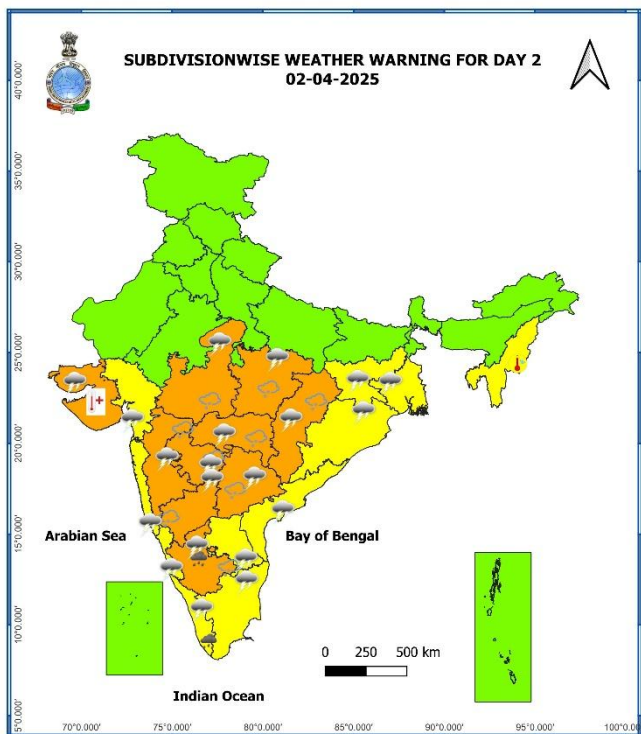 SUBDIVISIONWISE WEATHER WARNING FOR DAY 2
02-04-2025
40°0.000'
35°0.000'
30°0.000'
25°0.000'
20°0.000'
15°0.000'
10°0.000'
5°0.000'
Arabian Sea
Bay of Bengal
0 250 500 km
Indian Ocean
70°0.000' 75°0.000' 80°0.000' 85°0.000' 90°0.000' 95°0.000' 100°0.000'